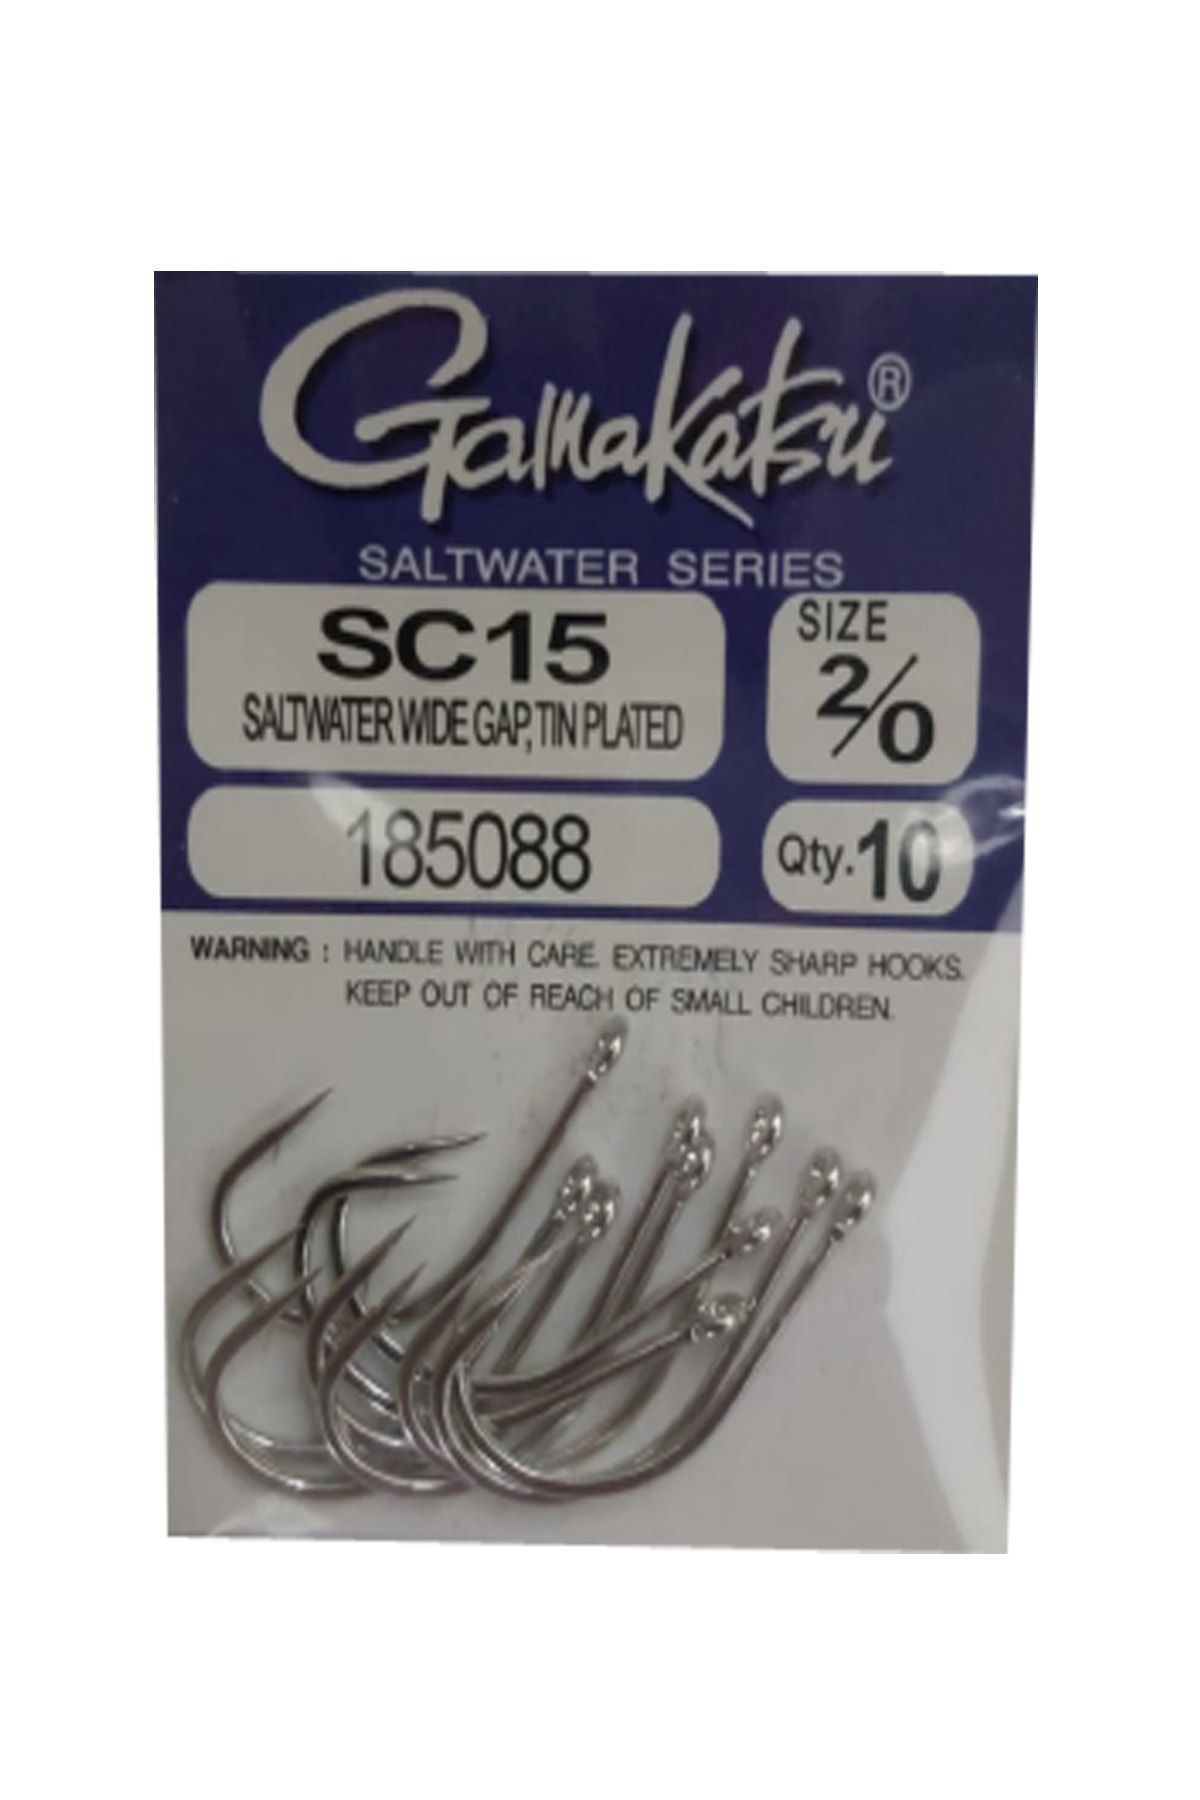 Gamakatsu®
SALTWATER SERIES
SC15
SALTWATER WIDE GAP, TIN PLATED
SIZE
2/0
185088
Qty. 10
WARNING : HANDLE WITH CARE. EXTREMELY SHARP HOOKS.
KEEP OUT OF REACH OF SMALL CHILDREN.